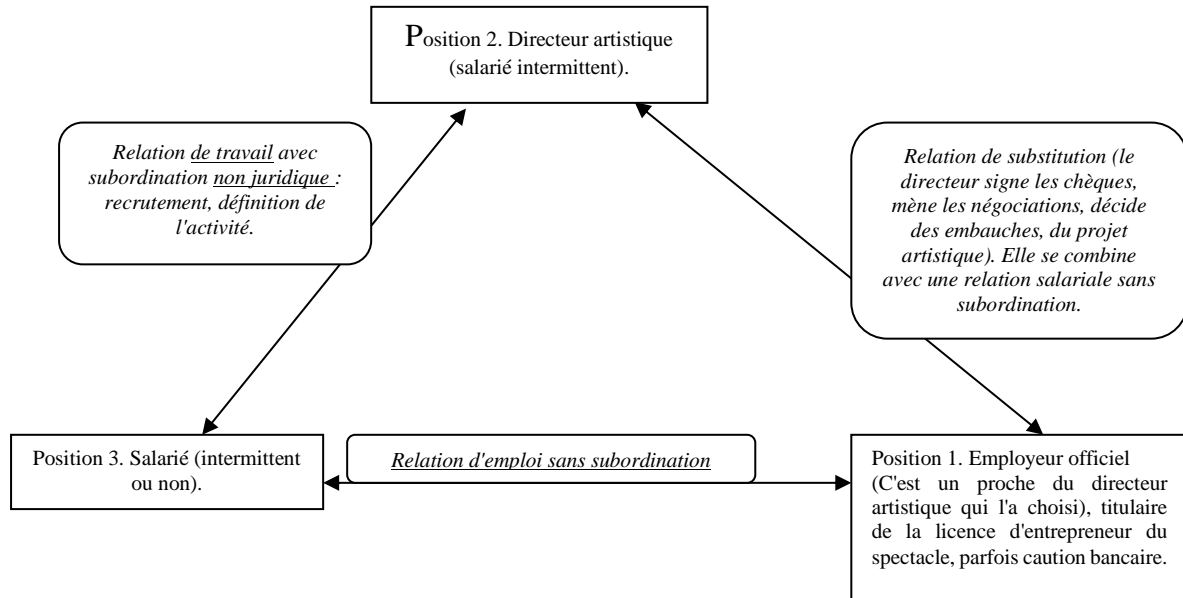 Position 2. Directeur artistique
(salarié intermittent).
Relation de travail avec
subordination non juridique :
recrutement, définition de
l'activité.
Relation de substitution (le
directeur signe les chèques,
mène les négociations, décide
des embauches, du projet
artistique). Elle se combine
avec une relation salariale sans
subordination.
Position 3. Salarié (intermittent
ou non).
Relation d'emploi sans subordination
Position 1. Employeur officiel
(C'est un proche du directeur
artistique qui l'a choisi), titulaire
de la licence d'entrepreneur du
spectacle, parfois caution bancaire.